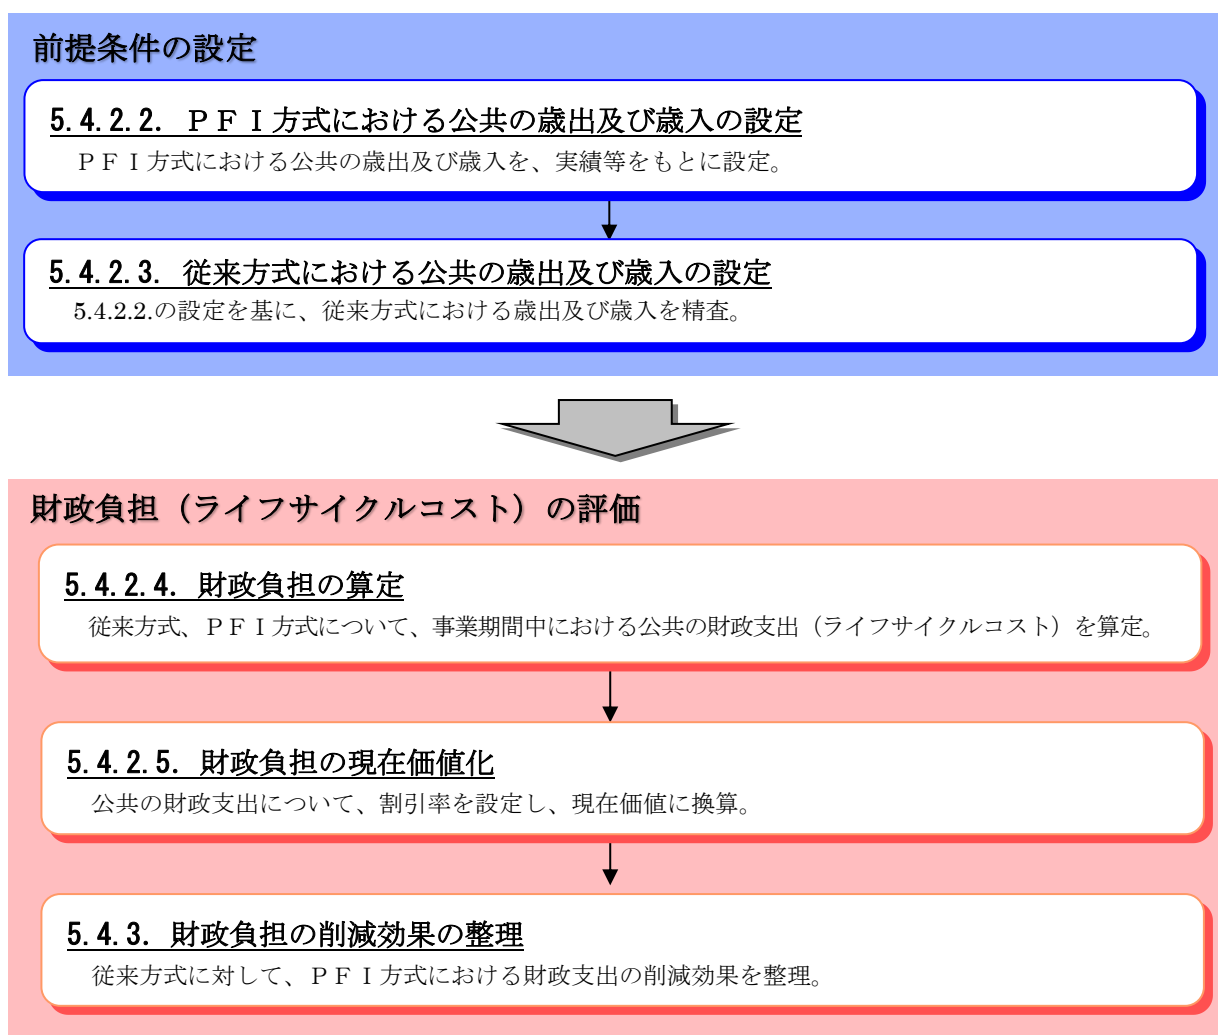 前提条件の設定
5.4.2.2. ＰＦＩ方式における公共の歳出及び歳入の設定
ＰＦＩ方式における公共の歳出及び歳入を、実績等をもとに設定。
5.4.2.3. 従来方式における公共の歳出及び歳入の設定
5.4.2.2.の設定を基に、従来方式における歳出及び歳入を精査。
財政負担（ライフサイクルコスト）の評価
5.4.2.4. 財政負担の算定
従来方式、ＰＦＩ方式について、事業期間中における公共の財政支出（ライフサイクルコスト）を算定。
5.4.2.5. 財政負担の現在価値化
公共の財政支出について、割引率を設定し、現在価値に換算。
5.4.3. 財政負担の削減効果の整理
従来方式に対して、ＰＦＩ方式における財政支出の削減効果を整理。